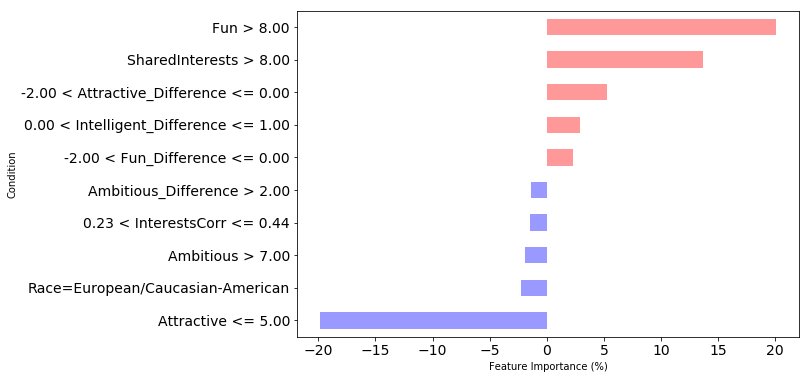 Fun > 8.00
SharedInterests > 8.00
-2.00 < Attractive_Difference <= 0.00
0.00 < Intelligent_Difference <= 1.00
-2.00 < Fun_Difference <= 0.00
Ambitious_Difference > 2.00
0.23 < InterestsCorr <= 0.44
Ambitious > 7.00
Race=European/Caucasian-American
Attractive <= 5.00
Condition
−20 −15 −10 −5 0 5 10 15 20
Feature Importance (%)